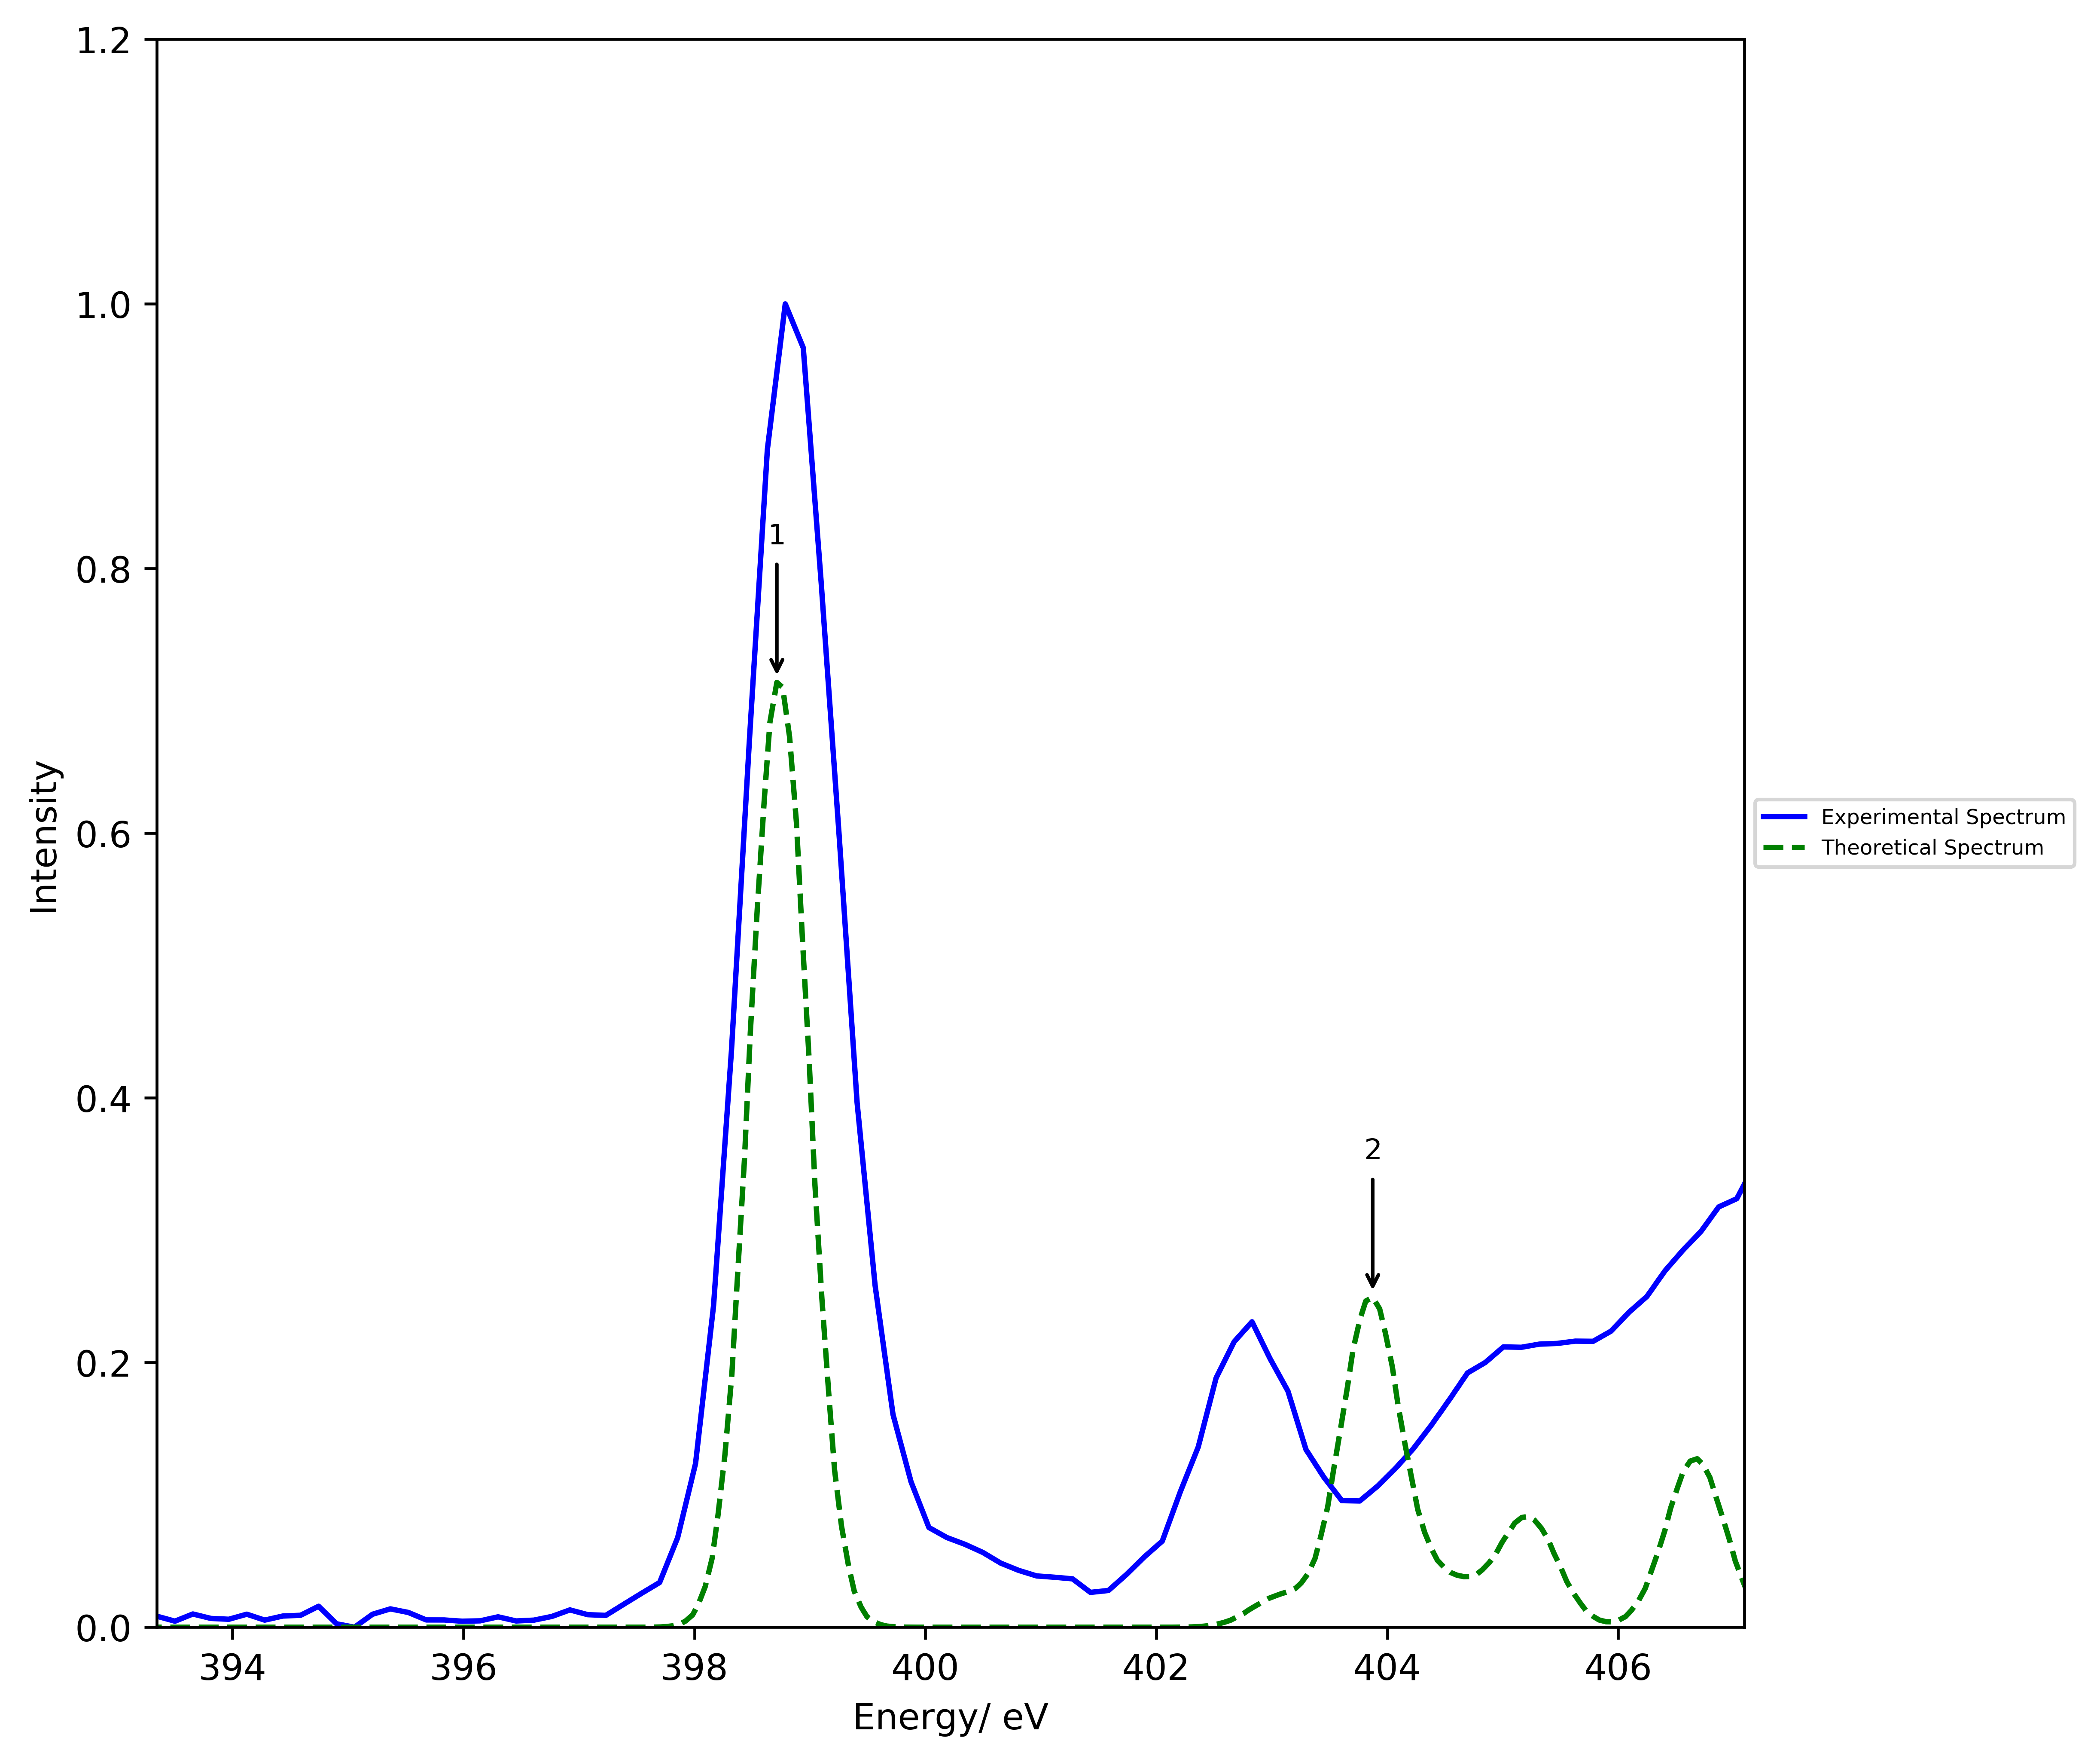 1.2
1.0
0.8
0.6
0.4
0.2
0.0
Intensity
1
2
394 396 398 400 402 404 406
Energy/ eV
Experimental Spectrum
Theoretical Spectrum